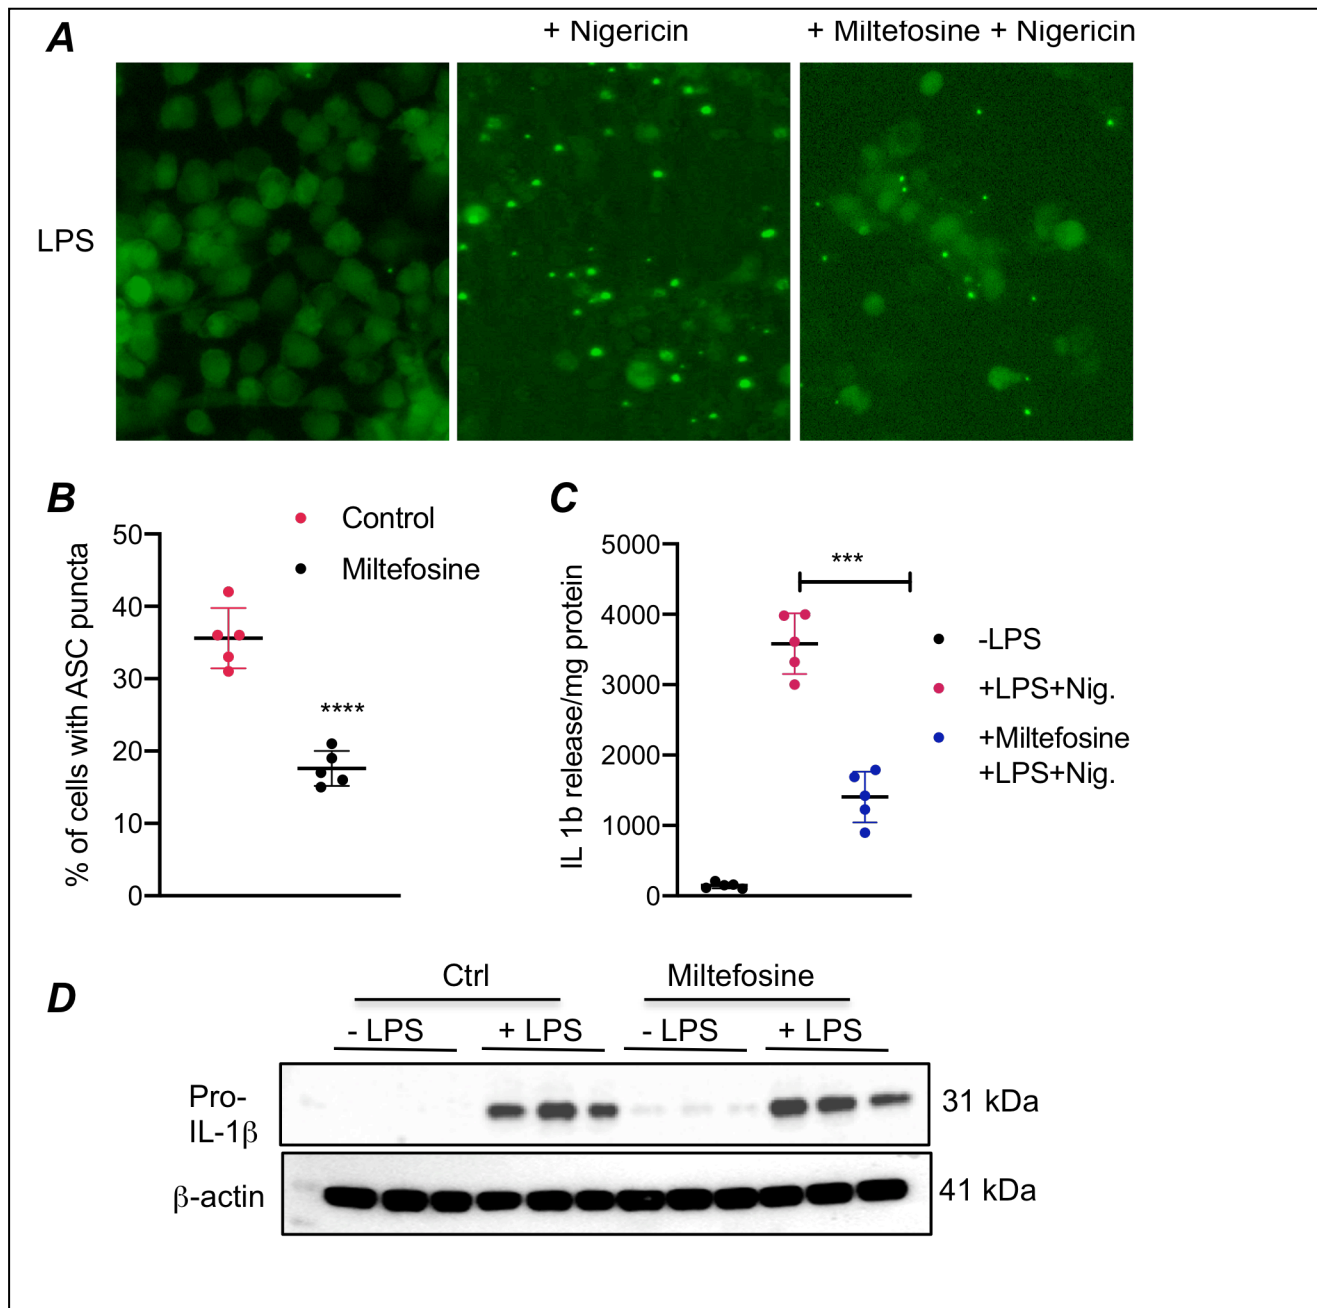 A
+ Nigericin
+ Miltefosine + Nigericin
LPS
B
Control
Miltefosine
% of cells with ASC puncta
50
40
30
20
10
0
****
C
IL 1b release/mg protein
5000
4000
3000
2000
1000
0
***
-LPS
+LPS+Nig.
+Miltefosine
+LPS+Nig.
D
Ctrl
Miltefosine
- LPS
+ LPS
- LPS
+ LPS
Pro-
IL-1β
31 kDa
β-actin
41 kDa